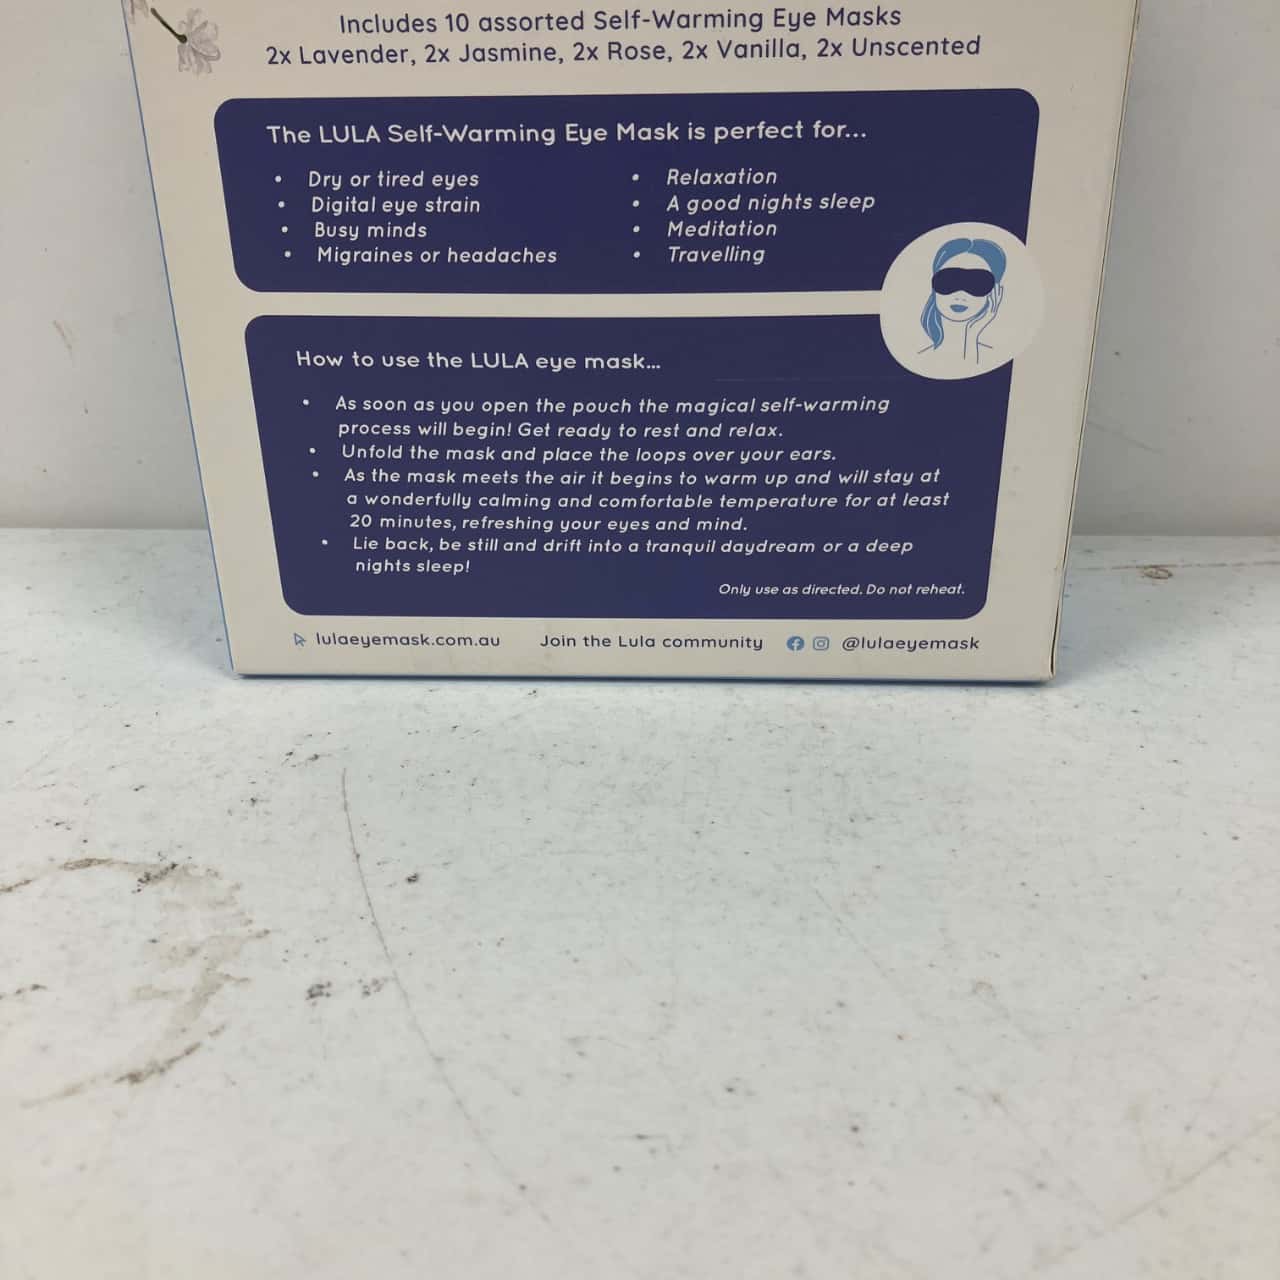 Includes 10 assorted Self-Warming Eye Masks
2x Lavender, 2x Jasmine, 2x Rose, 2x Vanilla, 2x Unscented
The LULA Self-Warming Eye Mask is perfect for...
• Dry or tired eyes
• Digital eye strain
• Busy minds
• Migraines or headaches
• Relaxation
• A good nights sleep
• Meditation
• Travelling
How to use the LULA eye mask...
• As soon as you open the pouch the magical self-warming
process will begin! Get ready to rest and relax.
• Unfold the mask and place the loops over your ears.
• As the mask meets the air it begins to warm up and will stay at
a wonderfully calming and comfortable temperature for at least
20 minutes, refreshing your eyes and mind.
• Lie back, be still and drift into a tranquil daydream or a deep
nights sleep!
Only use as directed. Do not reheat.
lulaeyemask.com.au Join the Lula community @lulaeyemask